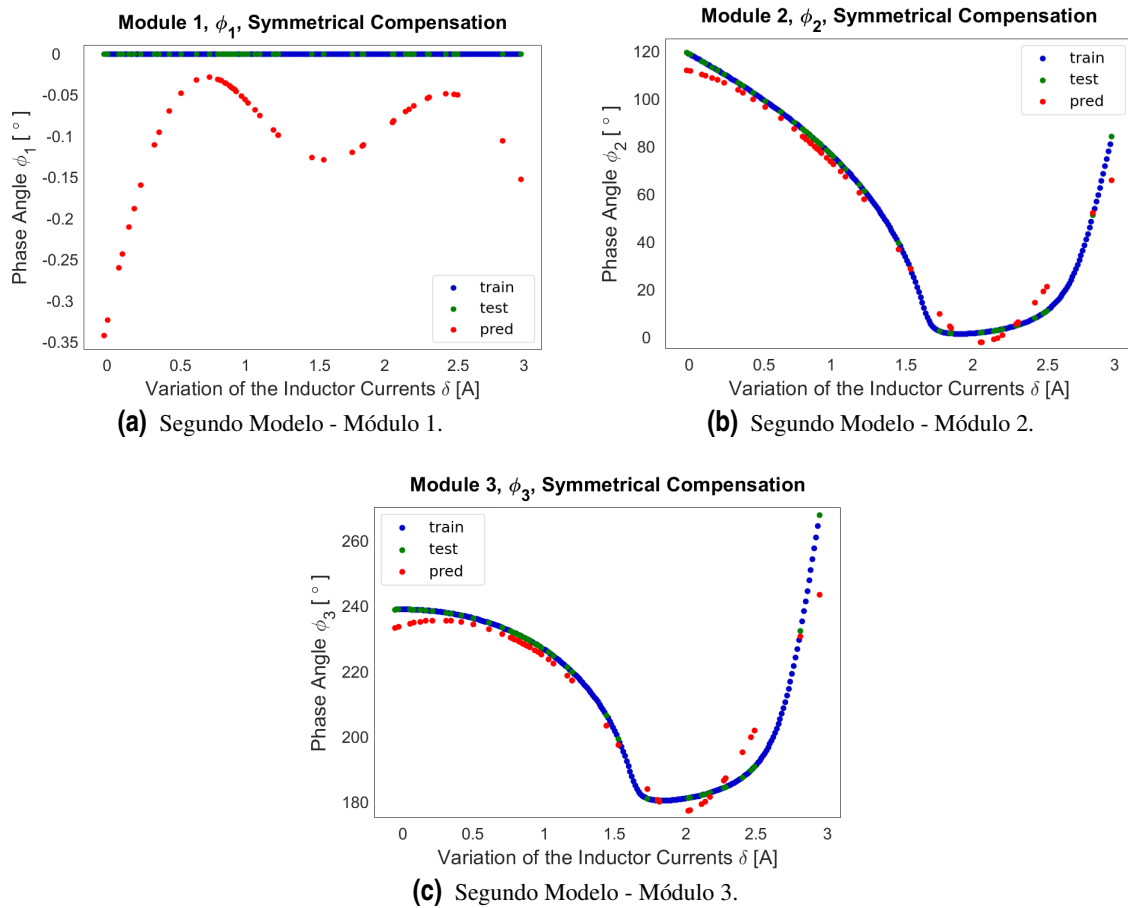 Module 1, ϕ1, Symmetrical Compensation
Phase Angle ϕ1 [ ° ]
0
-0.05
-0.1
-0.15
-0.2
-0.25
-0.3
-0.35
train
test
pred
0 0.5 1 1.5 2 2.5 3
Variation of the Inductor Currents δ [A]
(a) Segundo Modelo - Módulo 1.
Module 2, ϕ2, Symmetrical Compensation
Phase Angle ϕ2 [ ° ]
120
100
80
60
40
20
0
train
test
pred
0 0.5 1 1.5 2 2.5 3
Variation of the Inductor Currents δ [A]
(b) Segundo Modelo - Módulo 2.
Module 3, ϕ3, Symmetrical Compensation
Phase Angle ϕ3 [ ° ]
260
240
220
200
180
train
test
pred
0 0.5 1 1.5 2 2.5 3
Variation of the Inductor Currents δ [A]
(c) Segundo Modelo - Módulo 3.